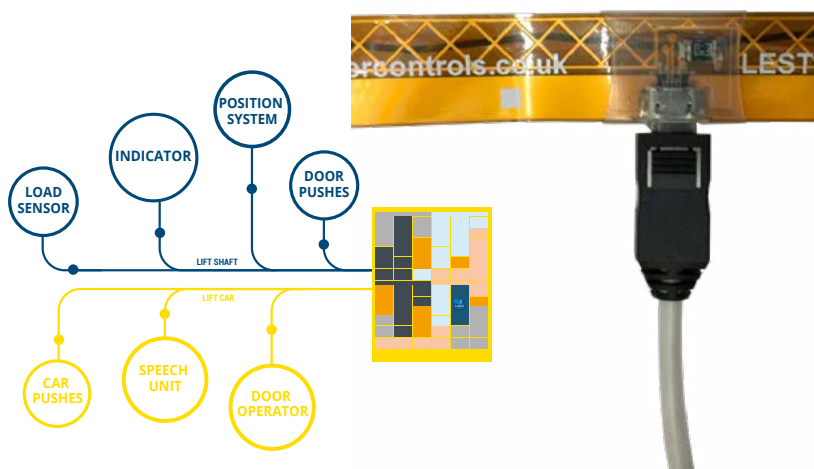 orcontrols.co.uk
LEST
POSITION
SYSTEM
INDICATOR
DOOR
PUSHES
LOAD
SENSOR
LIFT SHAFT
LIFT CAR
CAR
PUSHES
SPEECH
UNIT
DOOR
OPERATOR